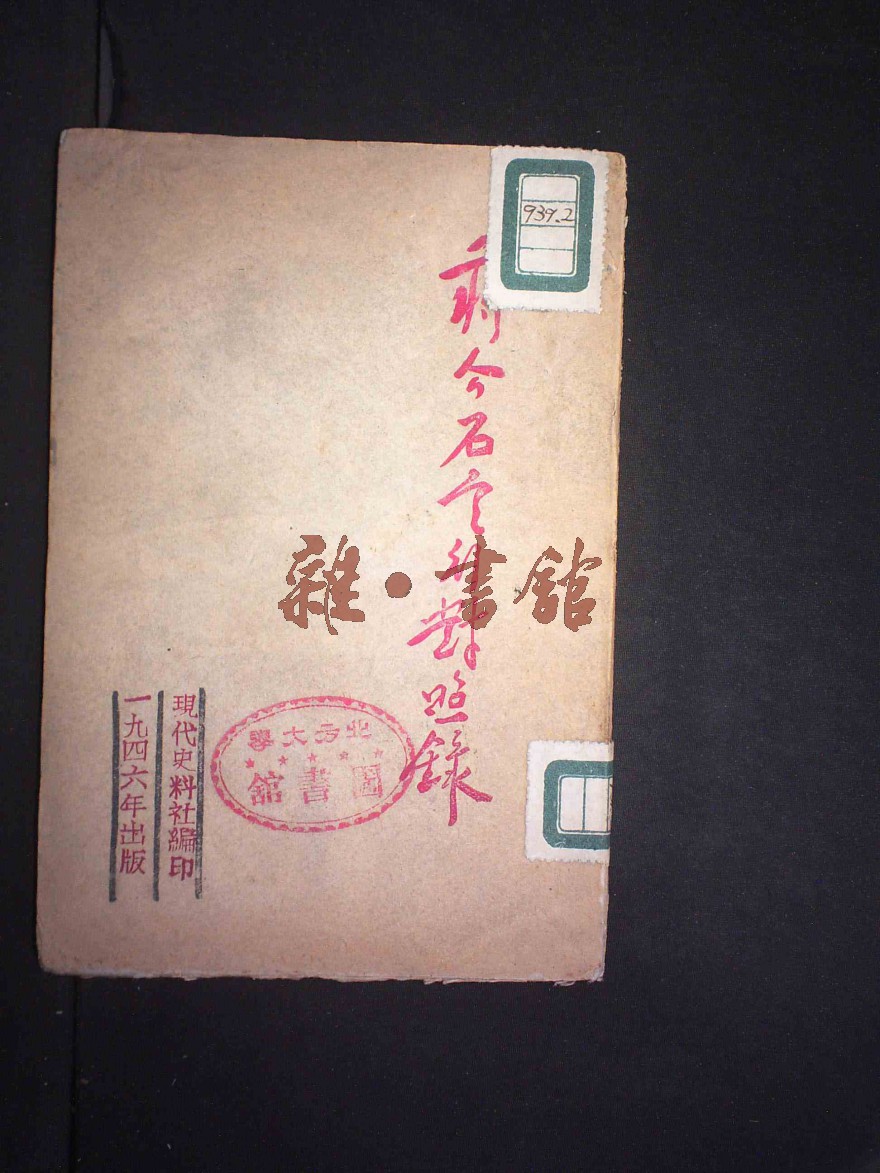 939.2
蔣介石言行對照錄
雜•書館
北方大學
圖書館
現代史料社編印
一九四六年出版